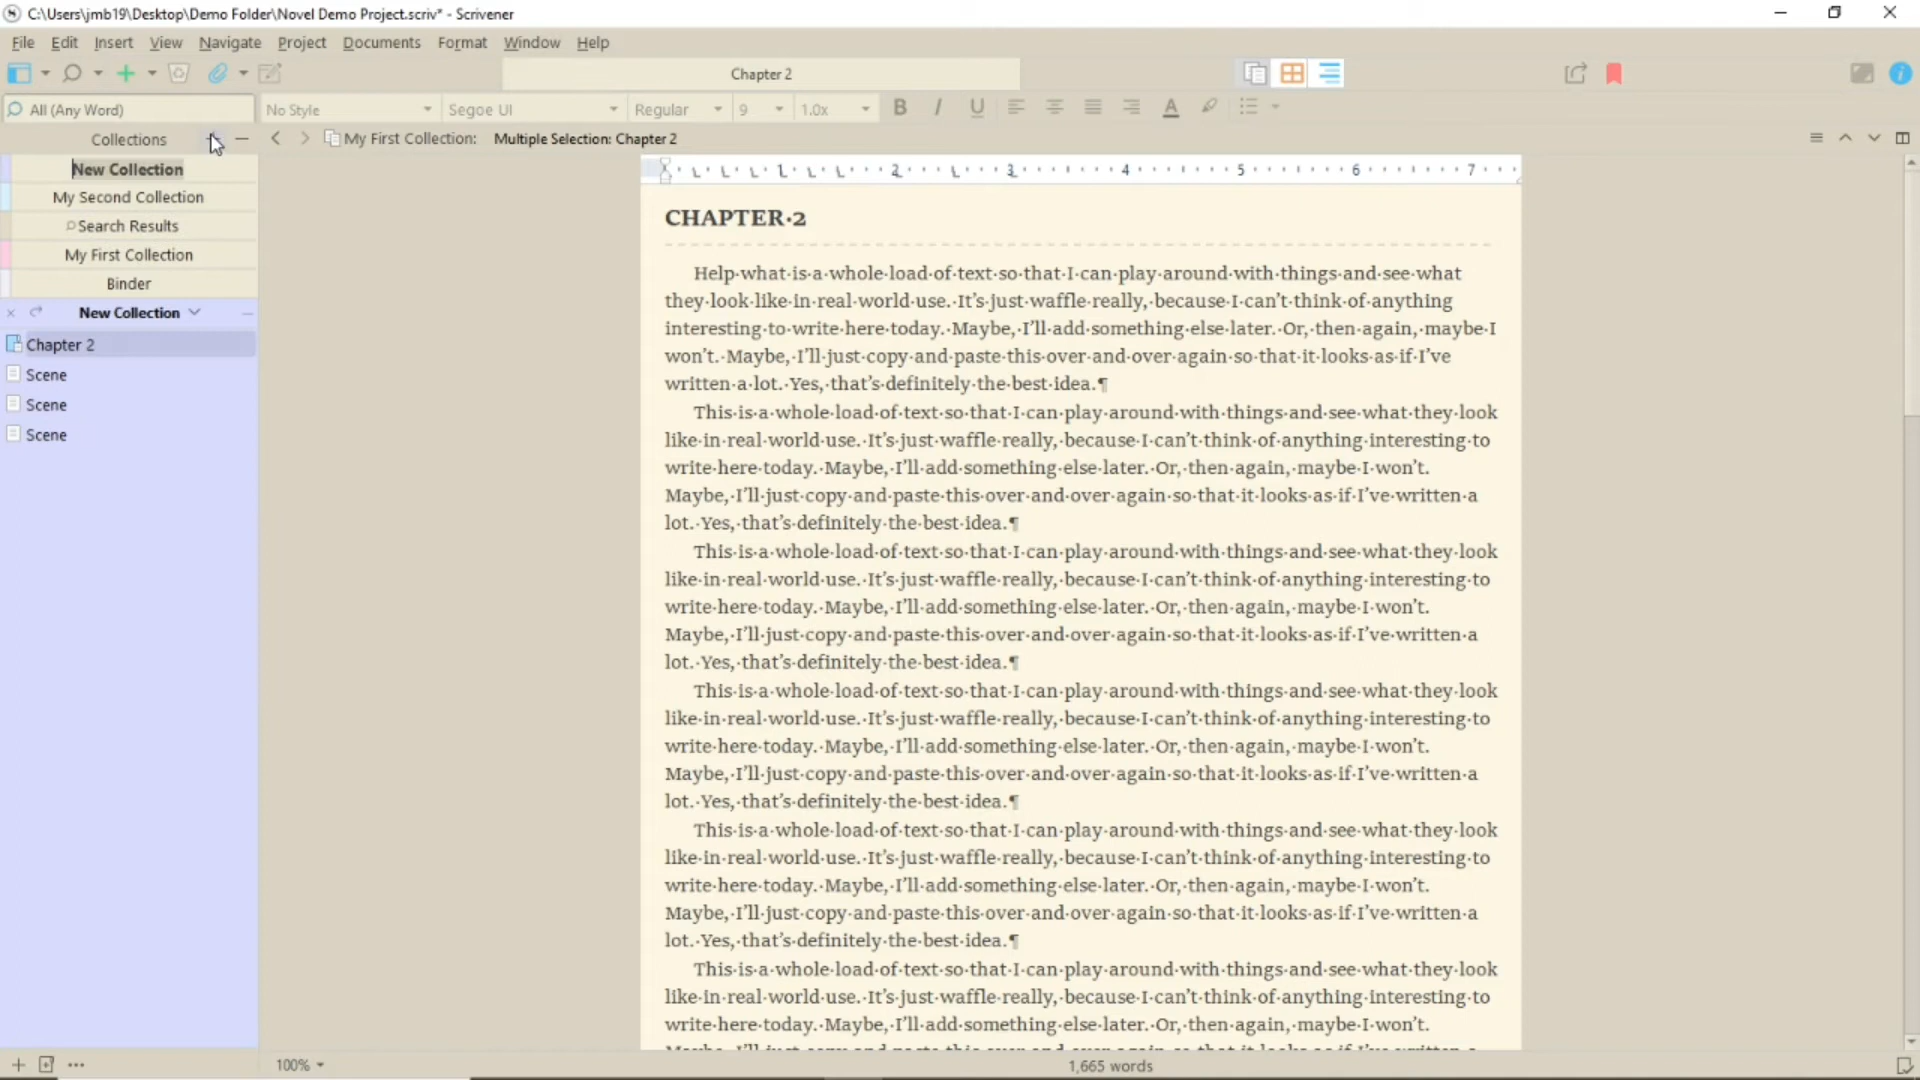 C:\Users\jmb19\Desktop\Demo Folder\Novel Demo Project.scriv* - Scrivener
File Edit Insert View Navigate Project Documents Format Window Help
Chapter 2
All (Any Word) No Style Segoe UI Regular 9 1.0x B I U A
Collections My First Collection: Multiple Selection: Chapter 2
New Collection
My Second Collection
Search Results
My First Collection
Binder
New Collection
Chapter 2
Scene
Scene
Scene
1 2 3 4 5 6 7
CHAPTER·2
Help·what·is·a·whole·load·of·text·so·that·I·can·play·around·with·things·and·see·what
they·look·like·in·real·world·use.·It’s·just·waffle·really,·because·I·can’t·think·of·anything
interesting·to·write·here·today.·Maybe,·I’ll·add·something·else·later.·Or,·then·again,·maybe·I
won’t.·Maybe,·I’ll·just·copy·and·paste·this·over·and·over·again·so·that·it·looks·as·if·I’ve
written·a·lot.·Yes,·that’s·definitely·the·best·idea.¶
This·is·a·whole·load·of·text·so·that·I·can·play·around·with·things·and·see·what·they·look
like·in·real·world·use.·It’s·just·waffle·really,·because·I·can’t·think·of·anything·interesting·to
write·here·today.·Maybe,·I’ll·add·something·else·later.·Or,·then·again,·maybe·I·won’t.
Maybe,·I’ll·just·copy·and·paste·this·over·and·over·again·so·that·it·looks·as·if·I’ve·written·a
lot.·Yes,·that’s·definitely·the·best·idea.¶
This·is·a·whole·load·of·text·so·that·I·can·play·around·with·things·and·see·what·they·look
like·in·real·world·use.·It’s·just·waffle·really,·because·I·can’t·think·of·anything·interesting·to
write·here·today.·Maybe,·I’ll·add·something·else·later.·Or,·then·again,·maybe·I·won’t.
Maybe,·I’ll·just·copy·and·paste·this·over·and·over·again·so·that·it·looks·as·if·I’ve·written·a
lot.·Yes,·that’s·definitely·the·best·idea.¶
This·is·a·whole·load·of·text·so·that·I·can·play·around·with·things·and·see·what·they·look
like·in·real·world·use.·It’s·just·waffle·really,·because·I·can’t·think·of·anything·interesting·to
write·here·today.·Maybe,·I’ll·add·something·else·later.·Or,·then·again,·maybe·I·won’t.
Maybe,·I’ll·just·copy·and·paste·this·over·and·over·again·so·that·it·looks·as·if·I’ve·written·a
lot.·Yes,·that’s·definitely·the·best·idea.¶
This·is·a·whole·load·of·text·so·that·I·can·play·around·with·things·and·see·what·they·look
like·in·real·world·use.·It’s·just·waffle·really,·because·I·can’t·think·of·anything·interesting·to
write·here·today.·Maybe,·I’ll·add·something·else·later.·Or,·then·again,·maybe·I·won’t.
Maybe,·I’ll·just·copy·and·paste·this·over·and·over·again·so·that·it·looks·as·if·I’ve·written·a
lot.·Yes,·that’s·definitely·the·best·idea.¶
This·is·a·whole·load·of·text·so·that·I·can·play·around·with·things·and·see·what·they·look
like·in·real·world·use.·It’s·just·waffle·really,·because·I·can’t·think·of·anything·interesting·to
write·here·today.·Maybe,·I’ll·add·something·else·later.·Or,·then·again,·maybe·I·won’t.
100% 1,665 words